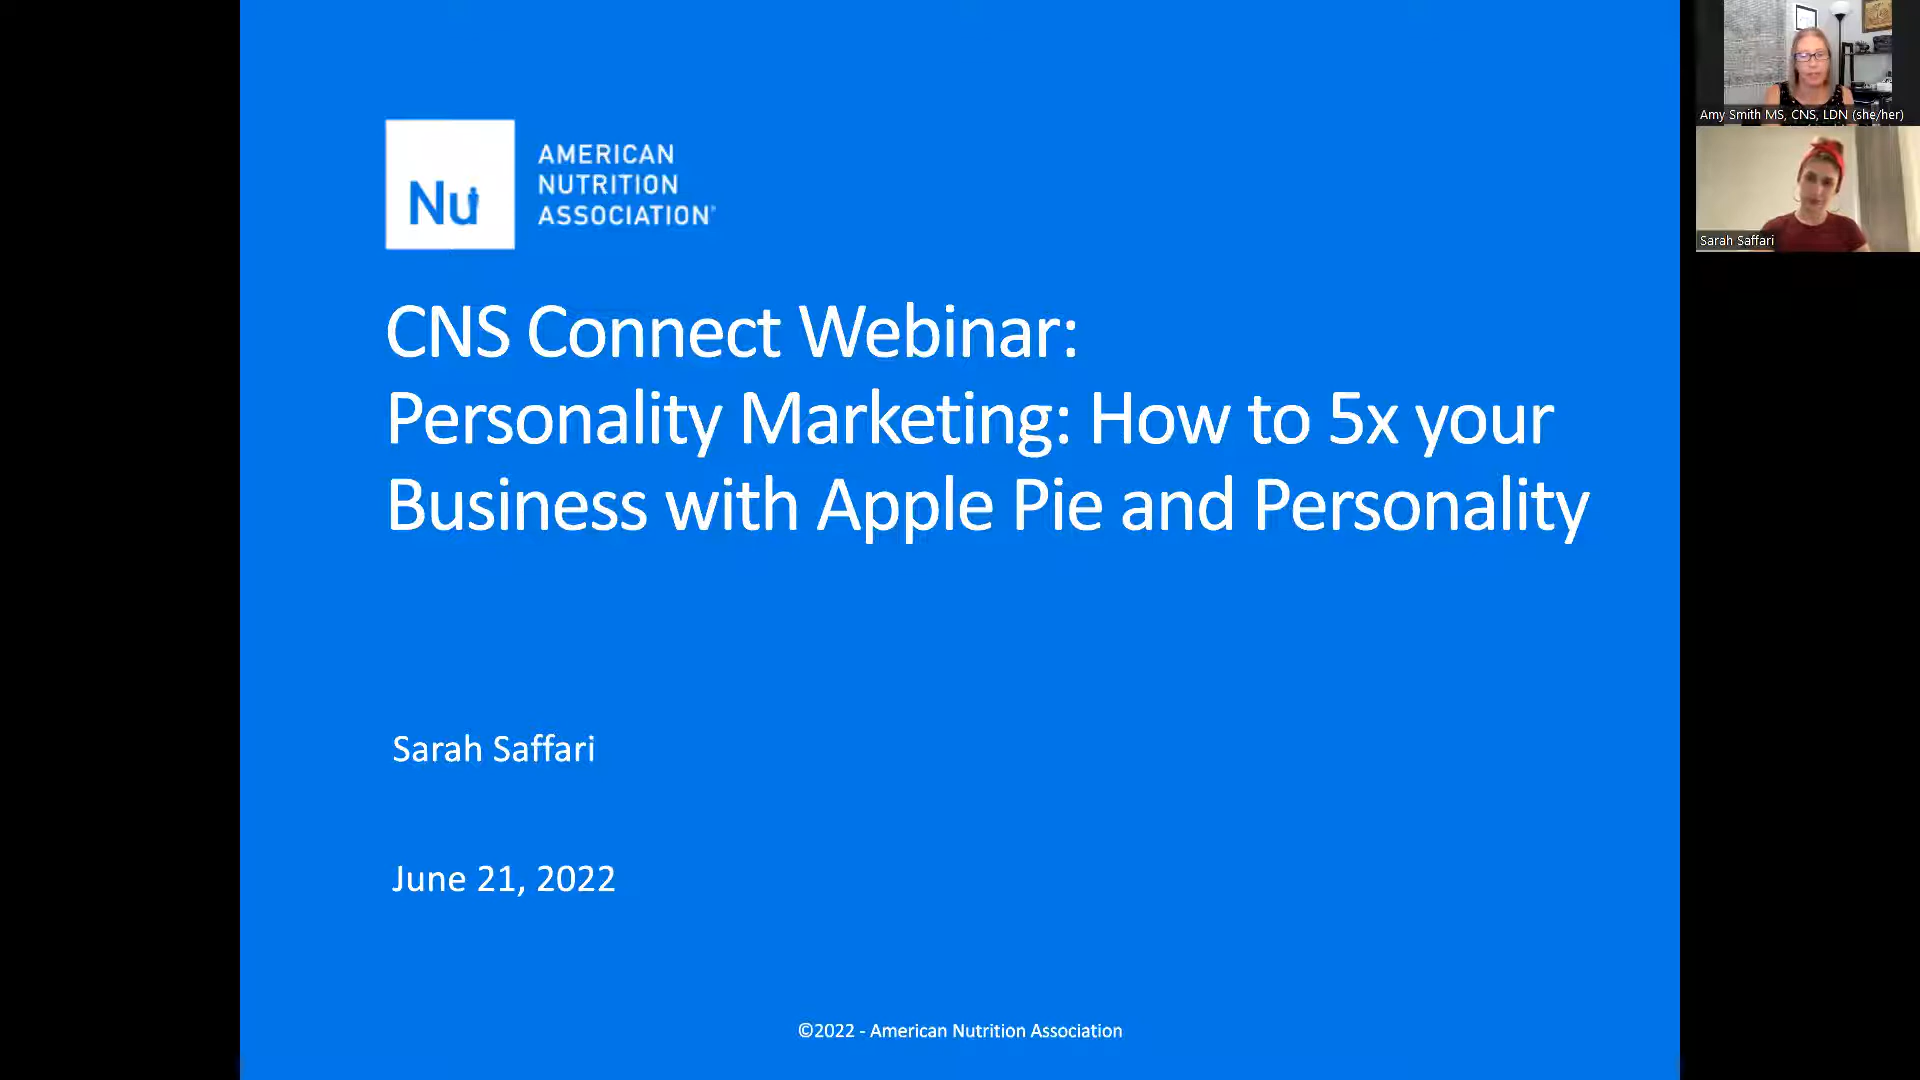 Nu
AMERICAN
NUTRITION
ASSOCIATION®
CNS Connect Webinar:
Personality Marketing: How to 5x your
Business with Apple Pie and Personality
Sarah Saffari
June 21, 2022
©2022 - American Nutrition Association
Amy Smith MS, CNS, LDN (she/her)
Sarah Saffari